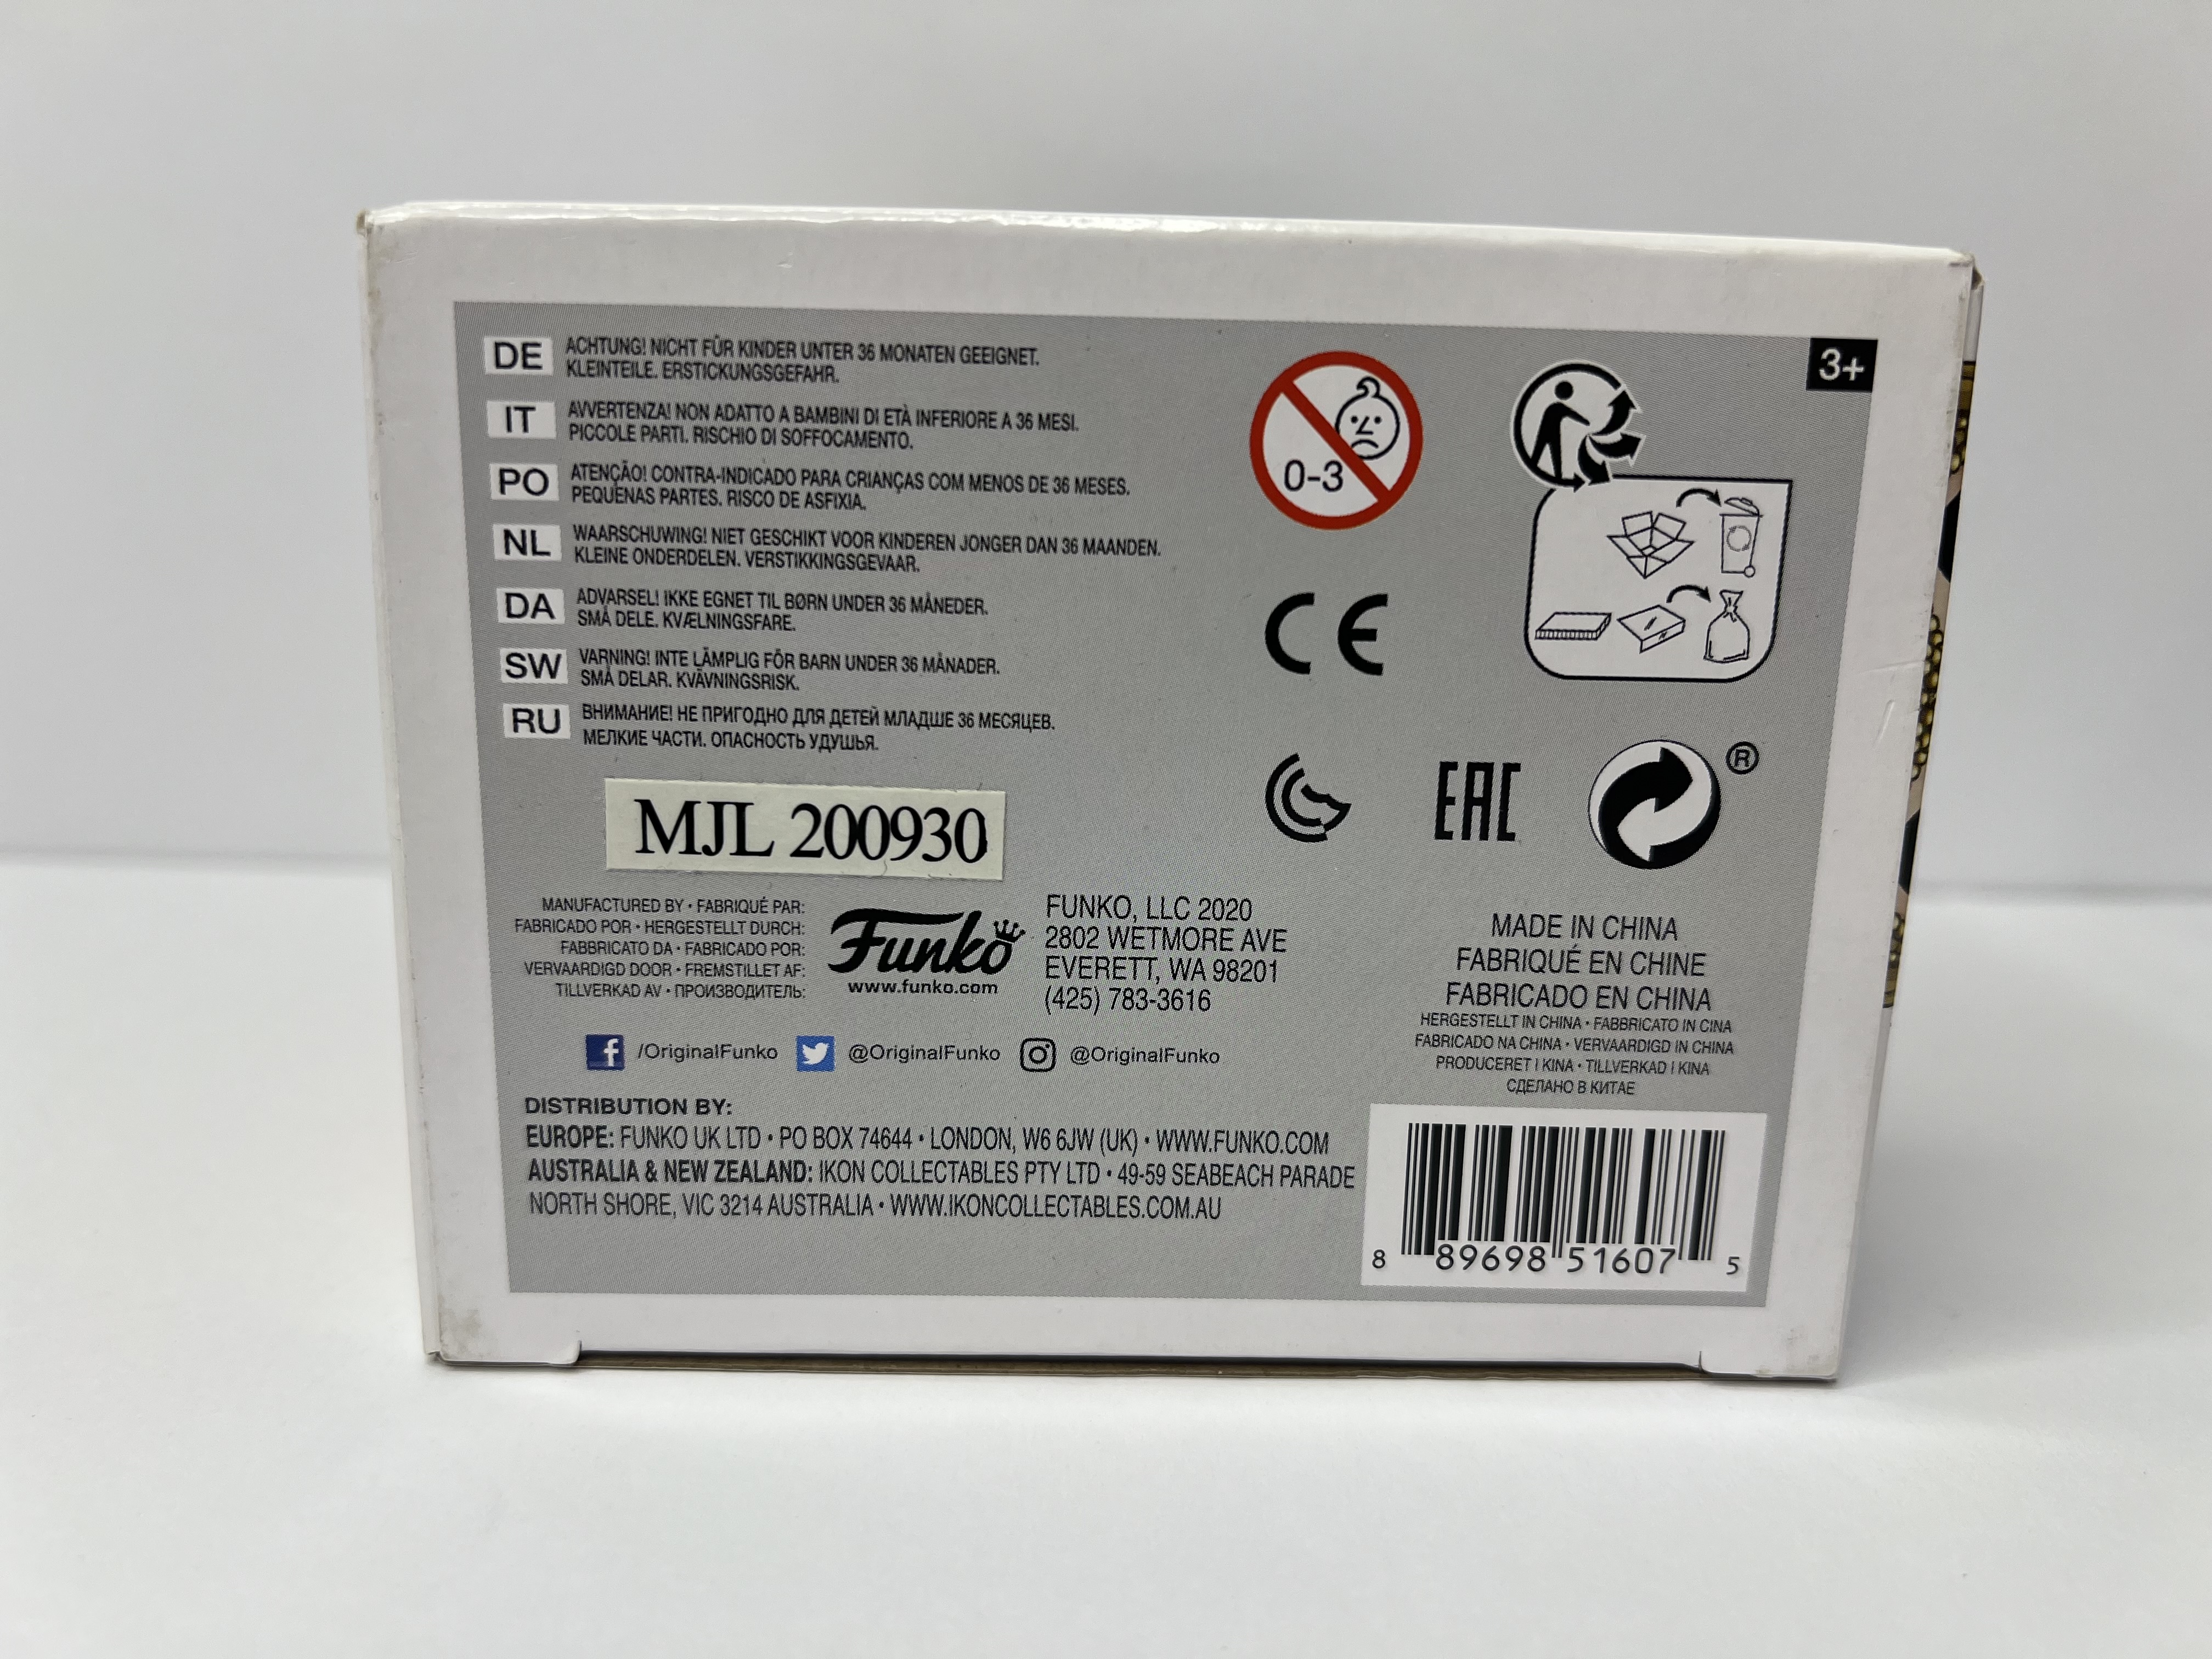 DE ACHTUNG! NICHT FÜR KINDER UNTER 36 MONATEN GEEIGNET.
KLEINTEILE. ERSTICKUNGSGEFAHR.
IT AVVERTENZA! NON ADATTO A BAMBINI DI ETÀ INFERIORE A 36 MESI.
PICCOLE PARTI. RISCHIO DI SOFFOCAMENTO.
PO ATENÇÃO! CONTRA-INDICADO PARA CRIANÇAS COM MENOS DE 36 MESES.
PEQUENAS PARTES. RISCO DE ASFIXIA.
NL WAARSCHUWING! NIET GESCHIKT VOOR KINDEREN JONGER DAN 36 MAANDEN.
KLEINE ONDERDELEN. VERSTIKKINGSGEVAAR.
DA ADVARSEL! IKKE EGNET TIL BØRN UNDER 36 MÅNEDER.
SMÅ DELE. KVÆLNINGSFARE.
SW VARNING! INTE LÄMPLIG FÖR BARN UNDER 36 MÅNADER.
SMÅ DELAR. KVÄVNINGSRISK.
RU ВНИМАНИЕ! НЕ ПРИГОДНО ДЛЯ ДЕТЕЙ МЛАДШЕ 36 МЕСЯЦЕВ.
МЕЛКИЕ ЧАСТИ. ОПАСНОСТЬ УДУШЬЯ.
0-3
3+
CE
EAC
®
MJL 200930
MANUFACTURED BY • FABRIQUÉ PAR:
FABRICADO POR • HERGESTELLT DURCH:
FABBRICATO DA • FABRICADO POR:
VERVAARDIGD DOOR • FREMSTILLET AF:
TILLVERKAD AV • ПРОИЗВОДИТЕЛЬ:
Funko
www.funko.com
FUNKO, LLC 2020
2802 WETMORE AVE
EVERETT, WA 98201
(425) 783-3616
MADE IN CHINA
FABRIQUÉ EN CHINE
FABRICADO EN CHINA
HERGESTELLT IN CHINA • FABBRICATO IN CINA
FABRICADO NA CHINA • VERVAARDIGD IN CHINA
PRODUCERET I KINA • TILLVERKAD I KINA
СДЕЛАНО В КИТАЕ
f /OriginalFunko @OriginalFunko @OriginalFunko
DISTRIBUTION BY:
EUROPE: FUNKO UK LTD • PO BOX 74644 • LONDON, W6 6JW (UK) • WWW.FUNKO.COM
AUSTRALIA & NEW ZEALAND: IKON COLLECTABLES PTY LTD • 49-59 SEABEACH PARADE
NORTH SHORE, VIC 3214 AUSTRALIA • WWW.IKONCOLLECTABLES.COM.AU
8 89698 51607 5